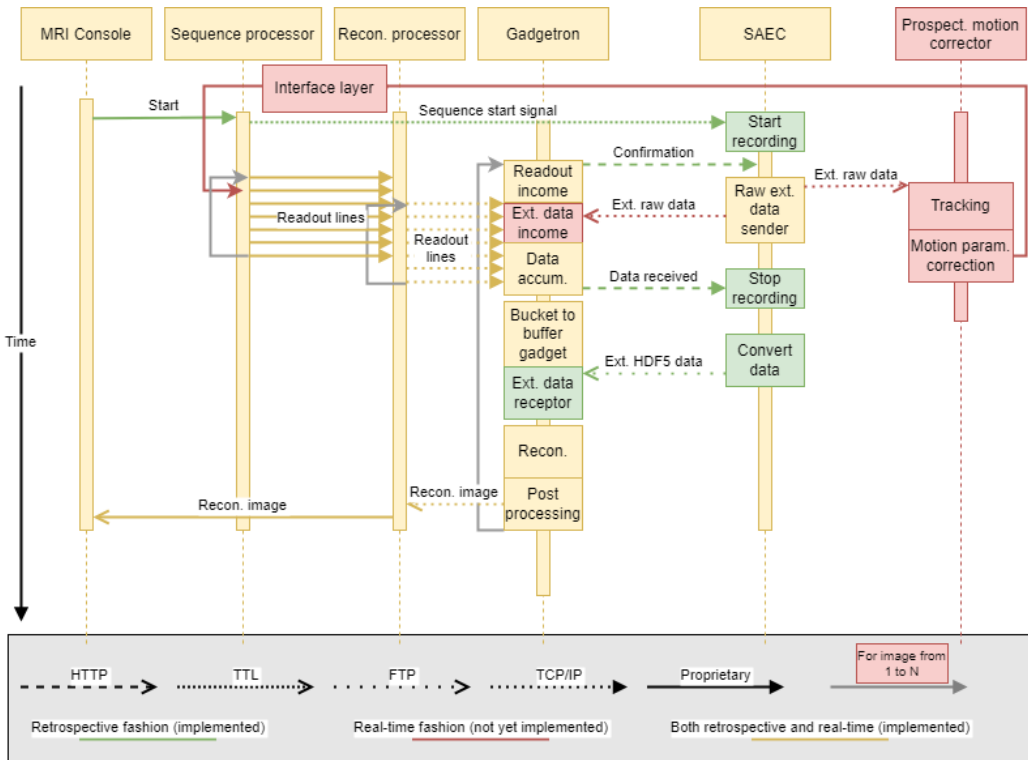 MRI Console
Sequence processor
Recon. processor
Gadgetron
SAEC
Prospect. motion
corrector
Interface layer
Start
Sequence start signal
Start
recording
Confirmation
Readout
income
Ext. raw data
Raw ext.
data
sender
Ext. raw data
Tracking
Ext. data
income
Readout lines
Readout
lines
Motion param.
correction
Data
accum.
Data received
Stop
recording
Time
Bucket to
buffer
gadget
Convert
data
Ext. HDF5 data
Ext. data
receptor
Recon.
Recon. image
Post
processing
Recon. image
HTTP
TTL
FTP
TCP/IP
Proprietary
For image from
1 to N
Retrospective fashion (implemented)
Real-time fashion (not yet implemented)
Both retrospective and real-time (implemented)